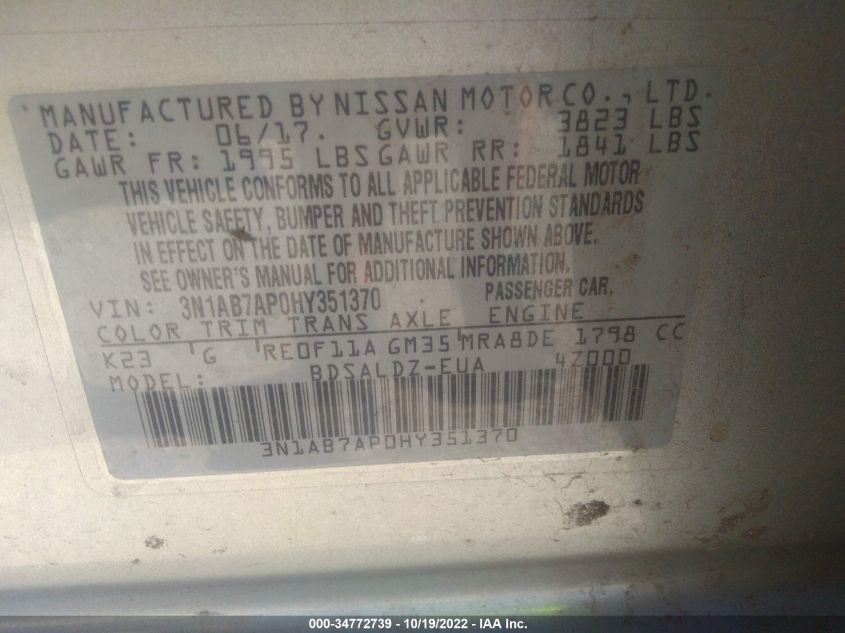 MANUFACTURED BY NISSAN MOTOR CO., LTD.
DATE: 06/17. GVWR: 3823 LBS
GAWR FR: 1995 LBS GAWR RR: 1841 LBS
THIS VEHICLE CONFORMS TO ALL APPLICABLE FEDERAL MOTOR
VEHICLE SAFETY, BUMPER AND THEFT PREVENTION STANDARDS
IN EFFECT ON THE DATE OF MANUFACTURE SHOWN ABOVE.
SEE OWNER'S MANUAL FOR ADDITIONAL INFORMATION.
VIN: 3N1AB7AP0HY351370 PASSENGER CAR.
COLOR TRIM TRANS AXLE ENGINE
K23 'G 'RE0F11A GM35 'MRA8DE 1798 CC
MODEL: BDSALDZ-EUA 4Z000
3N1AB7AP0HY351370
000-34772739 - 10/19/2022 - IAA Inc.